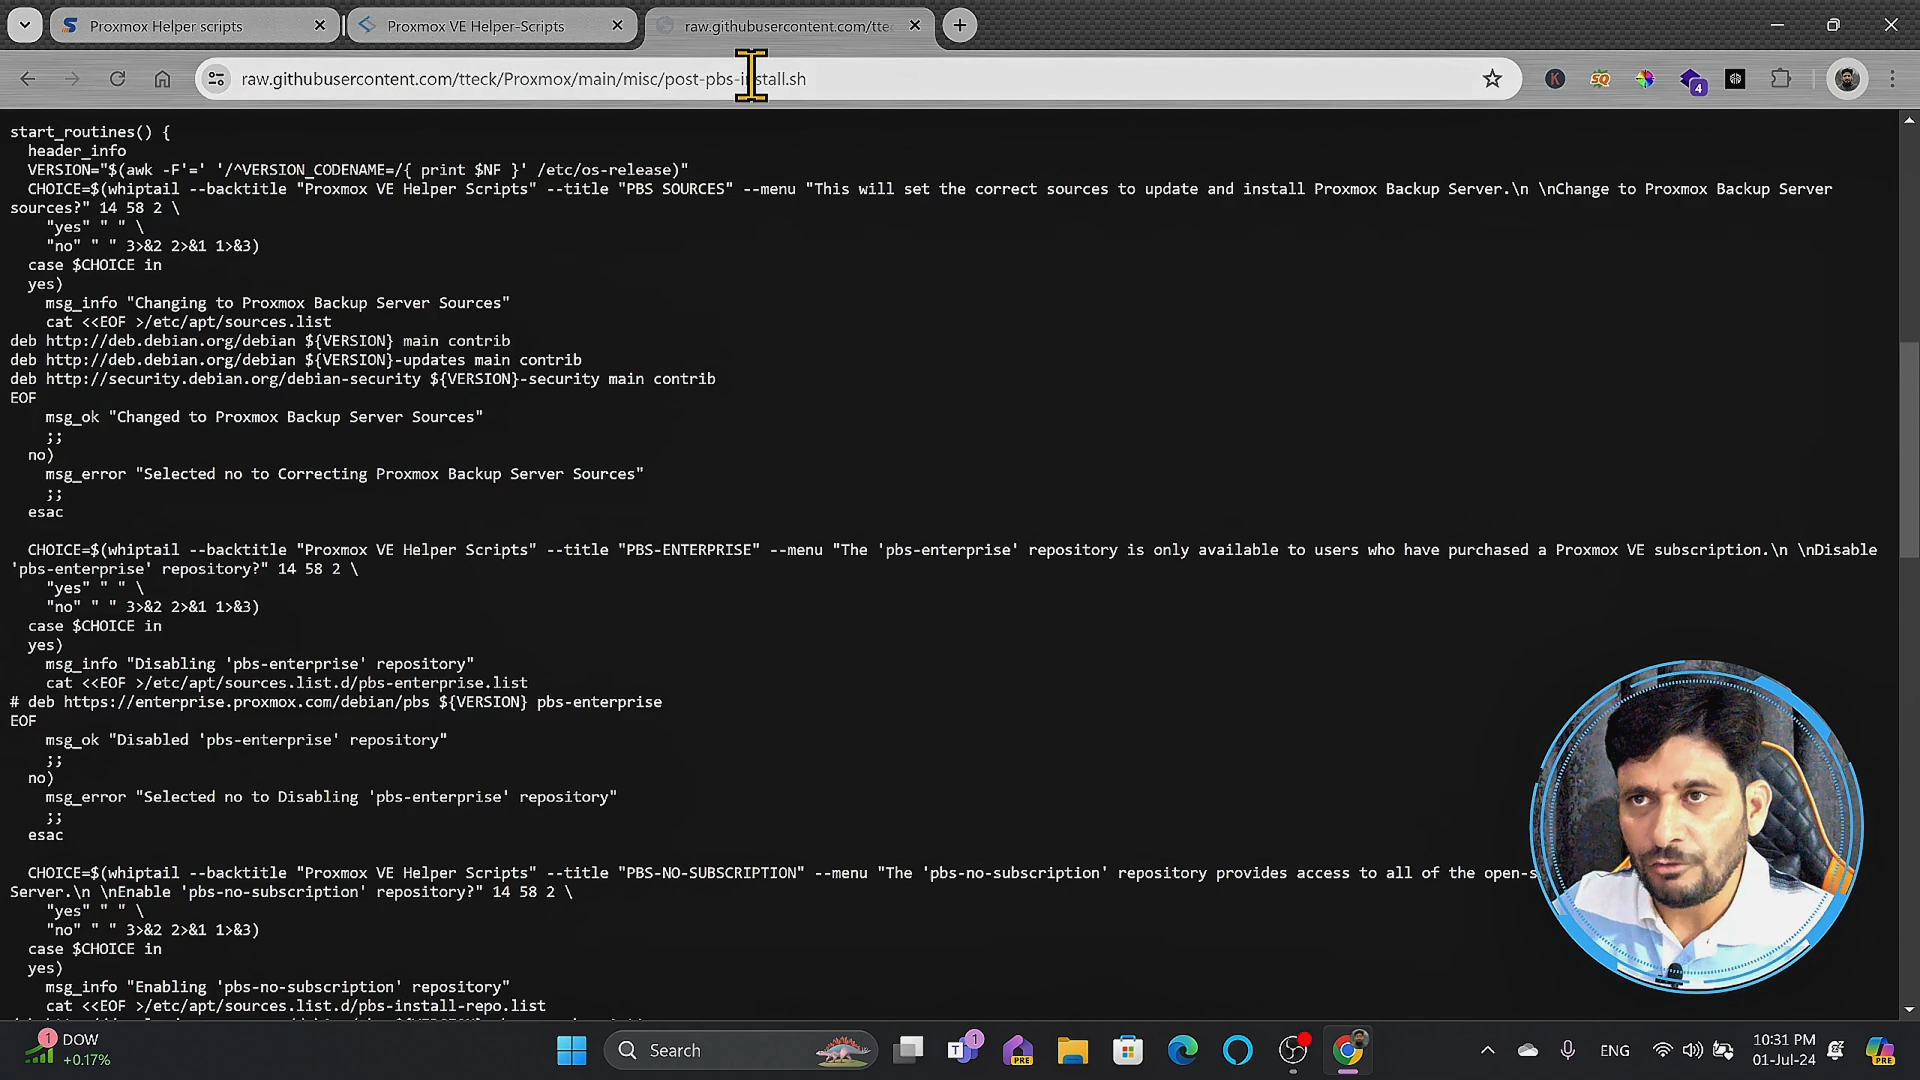 Proxmox Helper scripts
Proxmox VE Helper-Scripts
raw.githubusercontent.com/tte
raw.githubusercontent.com/tteck/Proxmox/main/misc/post-pbs-install.sh
K
SQ
4
start_routines() {
header_info
VERSION="$(awk -F'=' '/^VERSION_CODENAME=/{ print $NF }' /etc/os-release)"
CHOICE=$(whiptail --backtitle "Proxmox VE Helper Scripts" --title "PBS SOURCES" --menu "This will set the correct sources to update and install Proxmox Backup Server.\n \nChange to Proxmox Backup Server
sources?" 14 58 2 \
"yes" " " \
"no" " " 3>&2 2>&1 1>&3)
case $CHOICE in
yes)
msg_info "Changing to Proxmox Backup Server Sources"
cat <<EOF >/etc/apt/sources.list
deb http://deb.debian.org/debian ${VERSION} main contrib
deb http://deb.debian.org/debian ${VERSION}-updates main contrib
deb http://security.debian.org/debian-security ${VERSION}-security main contrib
EOF
msg_ok "Changed to Proxmox Backup Server Sources"
;;
no)
msg_error "Selected no to Correcting Proxmox Backup Server Sources"
;;
esac
CHOICE=$(whiptail --backtitle "Proxmox VE Helper Scripts" --title "PBS-ENTERPRISE" --menu "The 'pbs-enterprise' repository is only available to users who have purchased a Proxmox VE subscription.\n \nDisable
'pbs-enterprise' repository?" 14 58 2 \
"yes" " " \
"no" " " 3>&2 2>&1 1>&3)
case $CHOICE in
yes)
msg_info "Disabling 'pbs-enterprise' repository"
cat <<EOF >/etc/apt/sources.list.d/pbs-enterprise.list
# deb https://enterprise.proxmox.com/debian/pbs ${VERSION} pbs-enterprise
EOF
msg_ok "Disabled 'pbs-enterprise' repository"
;;
no)
msg_error "Selected no to Disabling 'pbs-enterprise' repository"
;;
esac
CHOICE=$(whiptail --backtitle "Proxmox VE Helper Scripts" --title "PBS-NO-SUBSCRIPTION" --menu "The 'pbs-no-subscription' repository provides access to all of the open-s
Server.\n \nEnable 'pbs-no-subscription' repository?" 14 58 2 \
"yes" " " \
"no" " " 3>&2 2>&1 1>&3)
case $CHOICE in
yes)
msg_info "Enabling 'pbs-no-subscription' repository"
cat <<EOF >/etc/apt/sources.list.d/pbs-install-repo.list
1
DOW
+0.17%
Search
T
1
PRE
ENG
10:31 PM
01-Jul-24
PRE